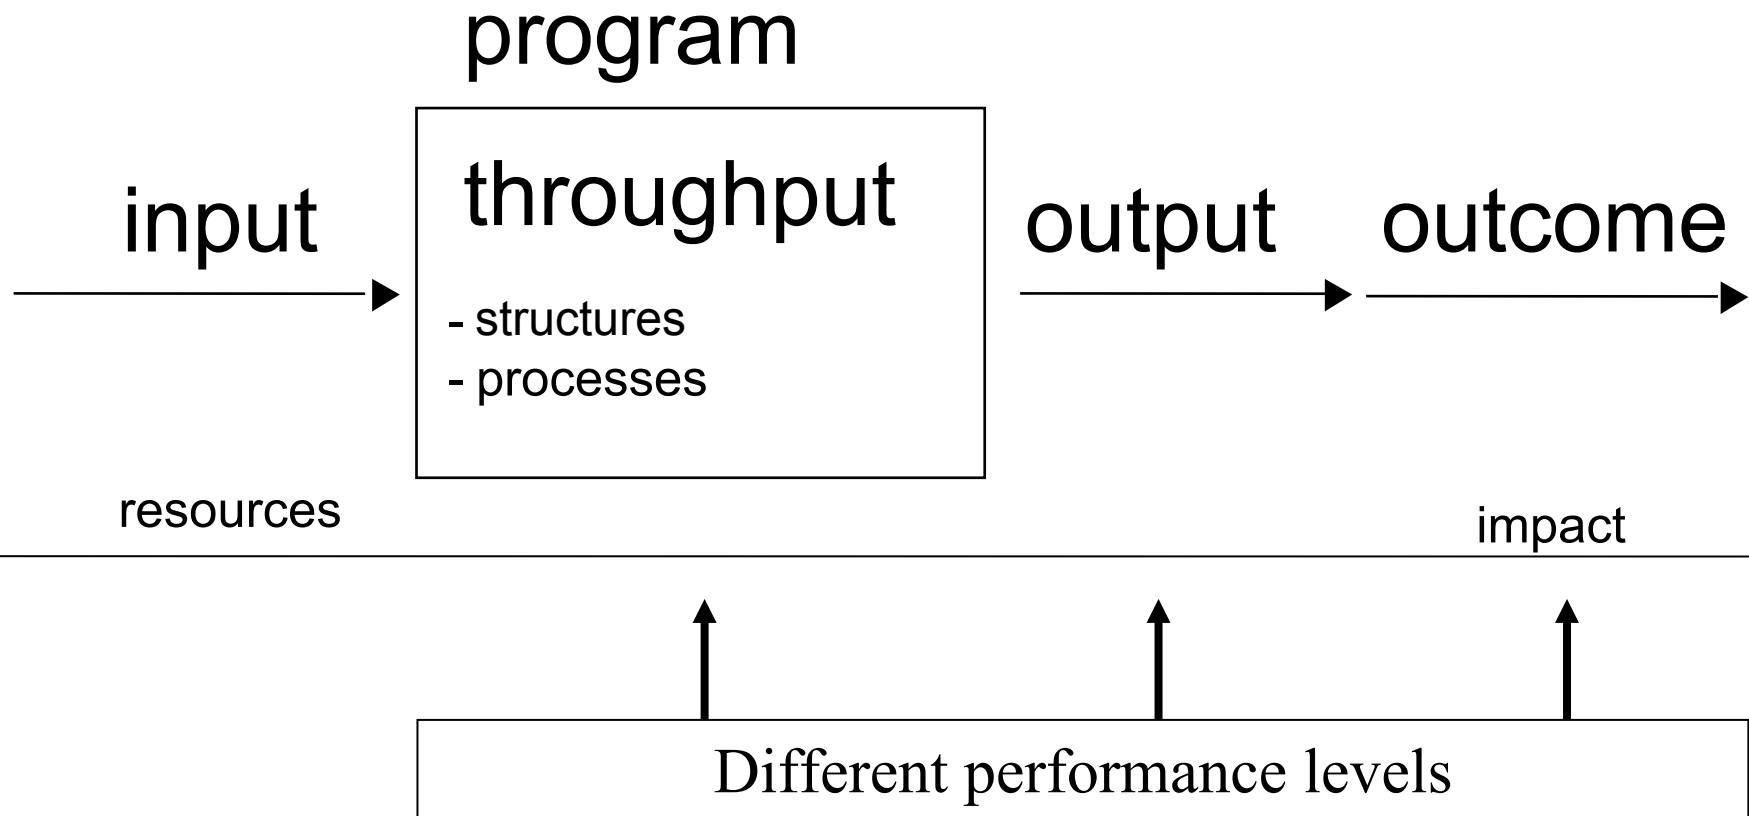 program
input
throughput
output
outcome
- structures
- processes
resources
impact
Different performance levels